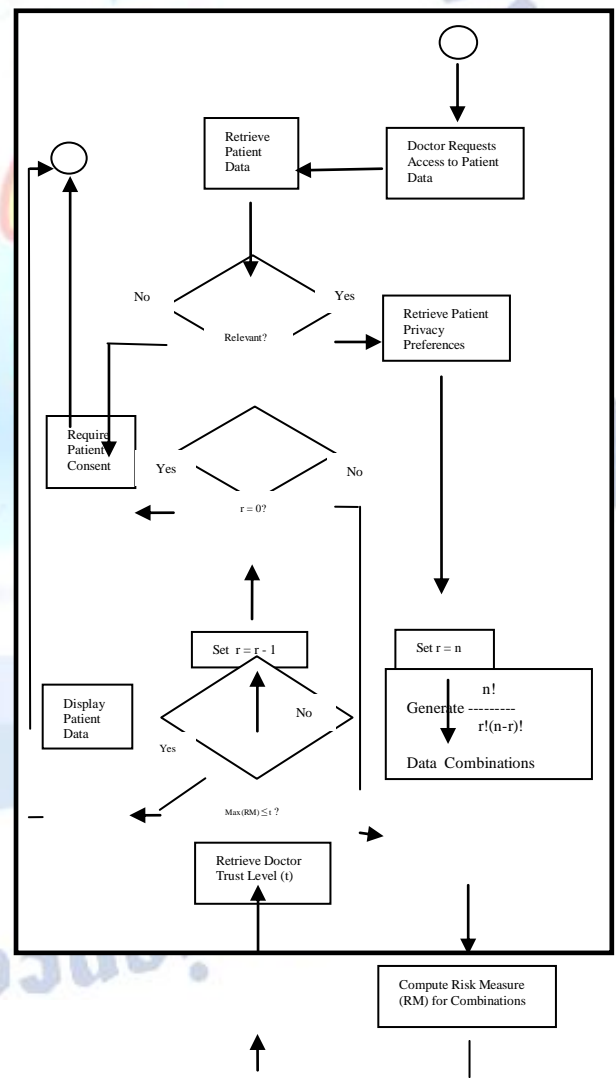 Retrieve
Patient
Data
Doctor Requests
Access to Patient
Data
No
Yes
Relevant?
Retrieve Patient
Privacy
Preferences
Require
Patient
Consent
Yes
No
r = 0?
Set r = r - 1
Set r = n
Display
Patient
Data
No
Yes
n!
Generate ---------
r!(n-r)!
Data Combinations
Max(RM) ≤ t ?
Retrieve Doctor
Trust Level (t)
Compute Risk Measure
(RM) for Combinations